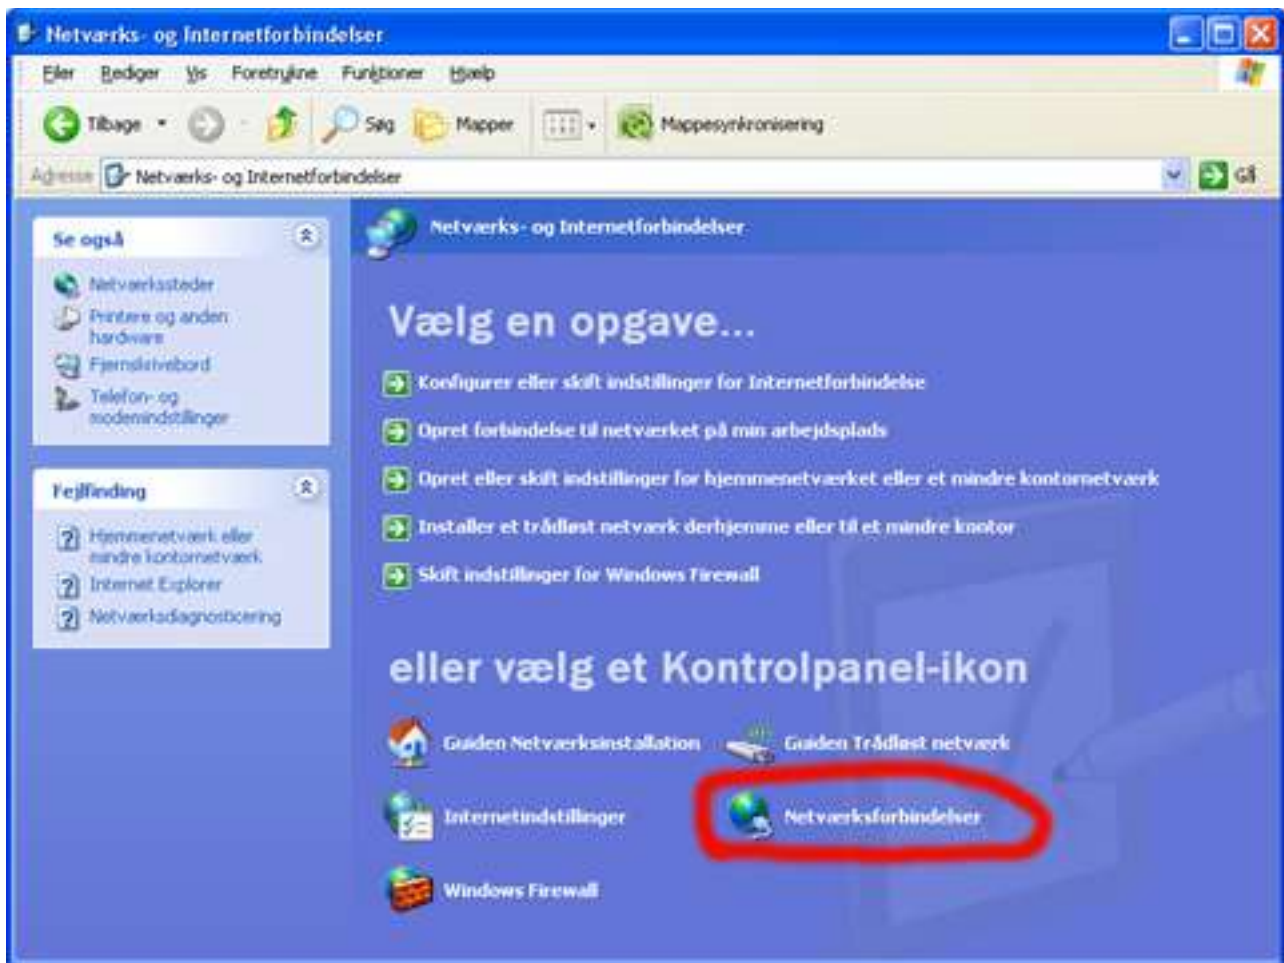 Netværks- og Internetforbindelser
Filer Rediger Vis Foretrukne Funktioner Hjælp
Tilbage Søg Mapper Mappesynkronisering
Adresse Netværks- og Internetforbindelser Gå
Se også
Netværkssteder
Printere og anden
hardware
Fjernskrivebord
Telefon- og
modemindstillinger
Fejlfinding
Hjemmenetværk eller
mindre kontornetværk
Internet Explorer
Netværksdiagnosticering
Netværks- og Internetforbindelser
Vælg en opgave...
Konfigurer eller skift indstillinger for Internetforbindelse
Opret forbindelse til netværket på min arbejdsplads
Opret eller skift indstillinger for hjemmenetværket eller et mindre kontornetværk
Installer et trådløst netværk derhjemme eller til et mindre kontor
Skift indstillinger for Windows Firewall
eller vælg et Kontrolpanel-ikon
Guiden Netværksinstallation Guiden Trådløst netværk
Internetindstillinger Netværksforbindelser
Windows Firewall